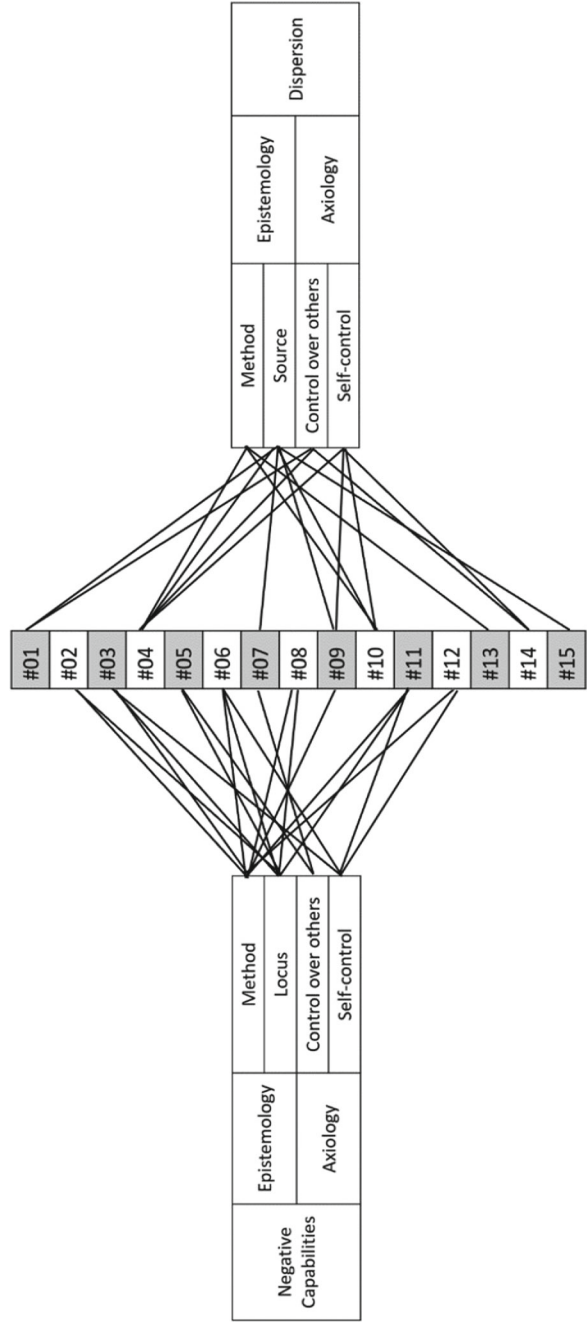 Dispersion
Epistemology
Axiology
Method
Source
Control over others
Self-control
#01
#02
#03
#04
#05
#06
#07
#08
#09
#10
#11
#12
#13
#14
#15
Method
Locus
Control over others
Self-control
Epistemology
Axiology
Negative
Capabilities